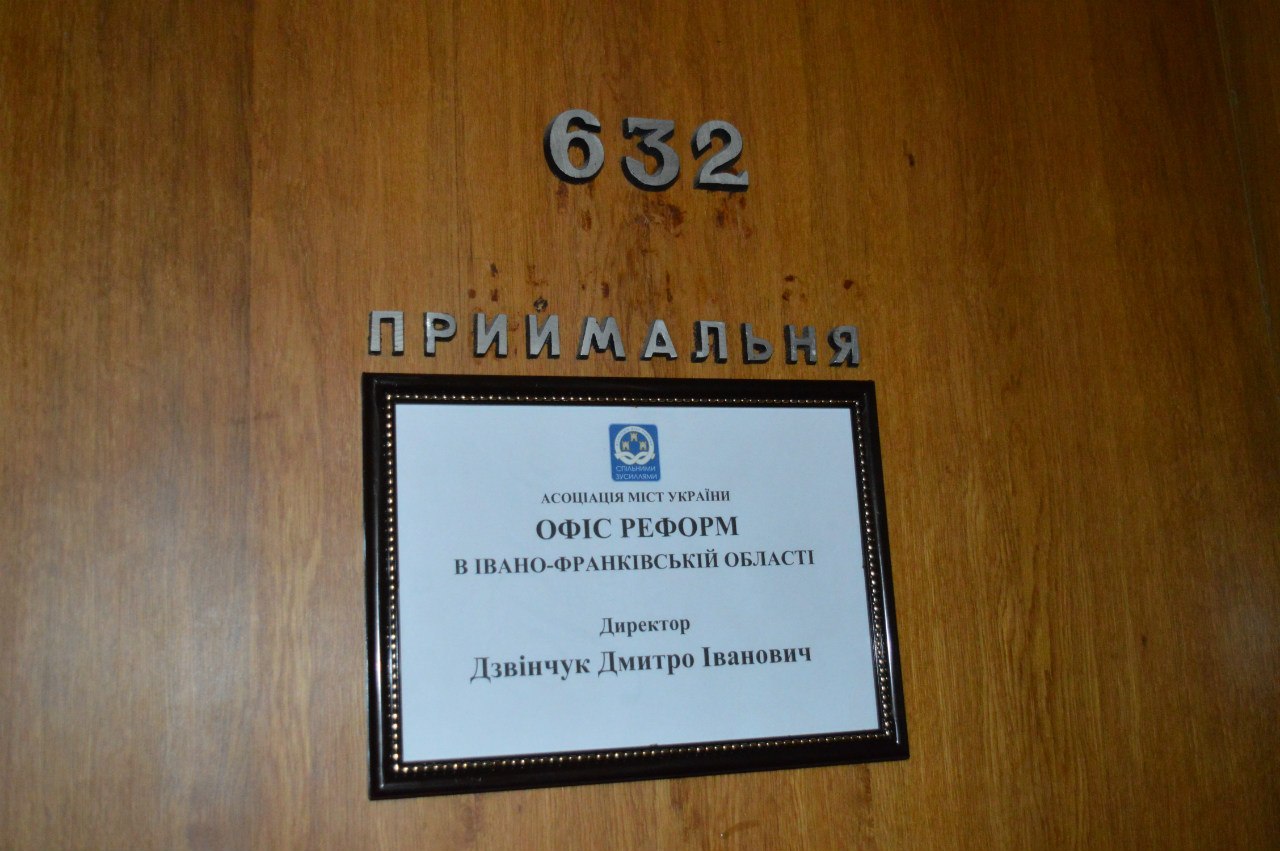 632
ПРИЙМАЛЬНЯ
СПІЛЬНИМИ
ЗУСИЛЛЯМИ
АСОЦІАЦІЯ МІСТ УКРАЇНИ
ОФІС РЕФОРМ
В ІВАНО-ФРАНКІВСЬКІЙ ОБЛАСТІ
Директор
Дзвінчук Дмитро Іванович